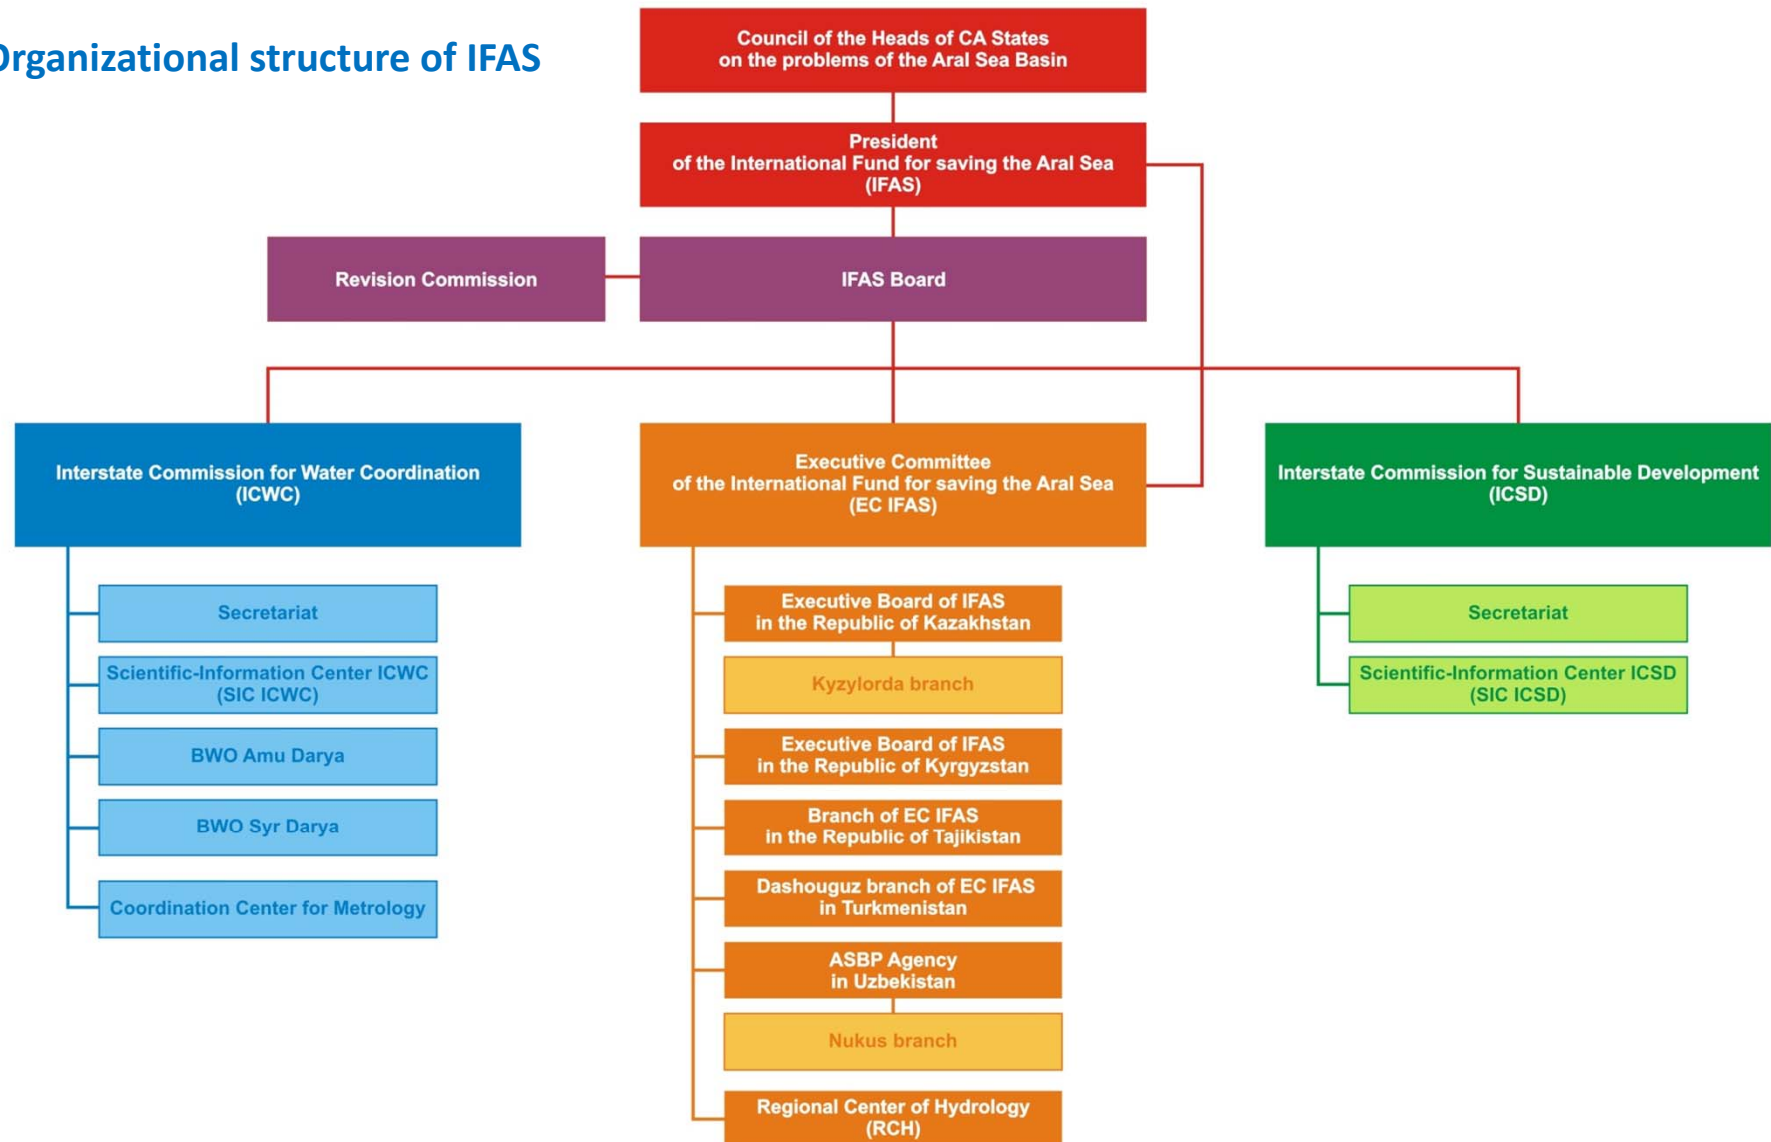 Organizational structure of IFAS
Council of the Heads of CA States
on the problems of the Aral Sea Basin
President
of the International Fund for saving the Aral Sea
(IFAS)
Revision Commission
IFAS Board
Interstate Commission for Water Coordination
(ICWC)
Executive Committee
of the International Fund for saving the Aral Sea
(EC IFAS)
Interstate Commission for Sustainable Development
(ICSD)
Secretariat
Scientific-Information Center ICWC
(SIC ICWC)
BWO Amu Darya
BWO Syr Darya
Coordination Center for Metrology
Executive Board of IFAS
in the Republic of Kazakhstan
Kyzylorda branch
Executive Board of IFAS
in the Republic of Kyrgyzstan
Branch of EC IFAS
in the Republic of Tajikistan
Dashouguz branch of EC IFAS
in Turkmenistan
ASBP Agency
in Uzbekistan
Nukus branch
Regional Center of Hydrology
(RCH)
Secretariat
Scientific-Information Center ICSD
(SIC ICSD)